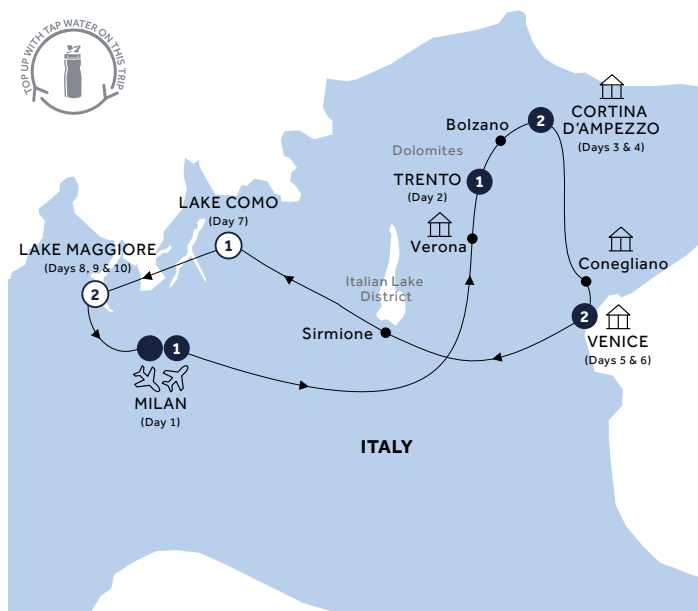 TOP UP WITH TAP WATER ON THIS TRIP
2
CORTINA
D'AMPEZZO
(Days 3 & 4)
Bolzano
Dolomites
TRENTO
1
(Day 2)
LAKE COMO
(Day 7)
1
Verona
LAKE MAGGIORE
(Days 8, 9 & 10)
2
Conegliano
Italian Lake
District
Sirmione
2
VENICE
(Days 5 & 6)
1
MILAN
(Day 1)
ITALY